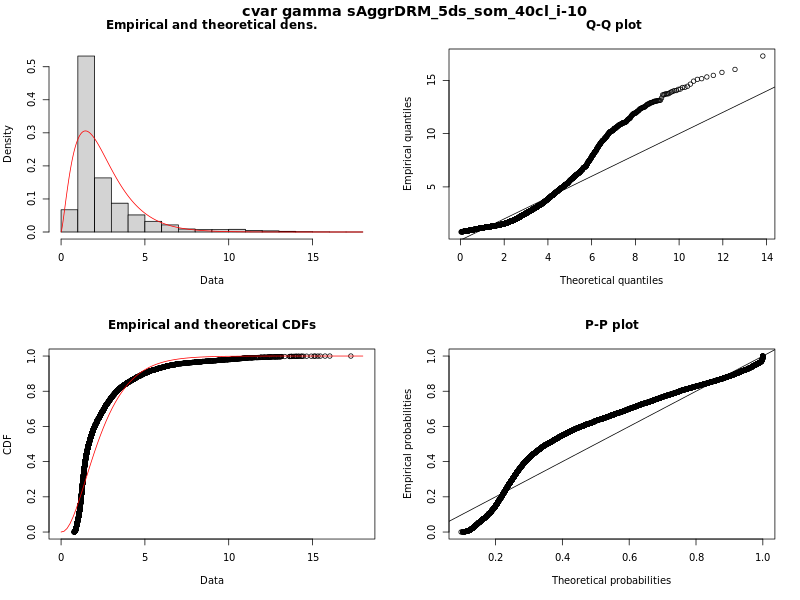 cvar gamma sAggrDRM_5ds_som_40cl_i-10
Empirical and theoretical dens.
Density
0.0 0.1 0.2 0.3 0.4 0.5
0 5 10 15
Data
Q-Q plot
Empirical quantiles
5 10 15
0 2 4 6 8 10 12 14
Theoretical quantiles
Empirical and theoretical CDFs
CDF
0.0 0.2 0.4 0.6 0.8 1.0
0 5 10 15
Data
P-P plot
Empirical probabilities
0.0 0.2 0.4 0.6 0.8 1.0
0.2 0.4 0.6 0.8 1.0
Theoretical probabilities